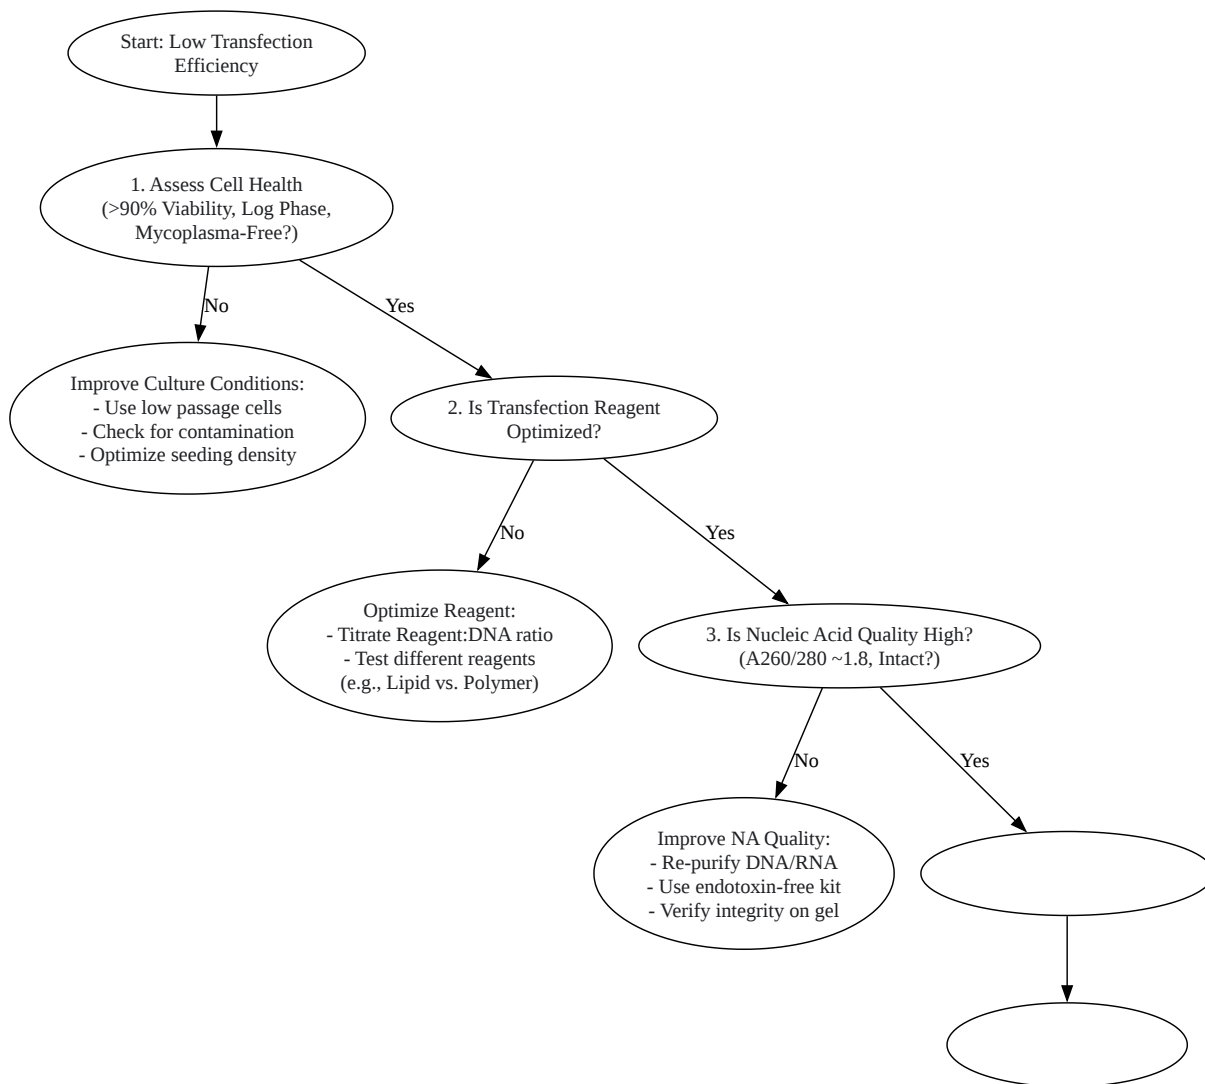 Start: Low Transfection
Efficiency
1. Assess Cell Health
(>90% Viability, Log Phase,
Mycoplasma-Free?)
No
Yes
Improve Culture Conditions:
- Use low passage cells
- Check for contamination
- Optimize seeding density
2. Is Transfection Reagent
Optimized?
No
Yes
Optimize Reagent:
- Titrate Reagent:DNA ratio
- Test different reagents
(e.g., Lipid vs. Polymer)
3. Is Nucleic Acid Quality High?
(A260/280 ~1.8, Intact?)
No
Yes
Improve NA Quality:
- Re-purify DNA/RNA
- Use endotoxin-free kit
- Verify integrity on gel